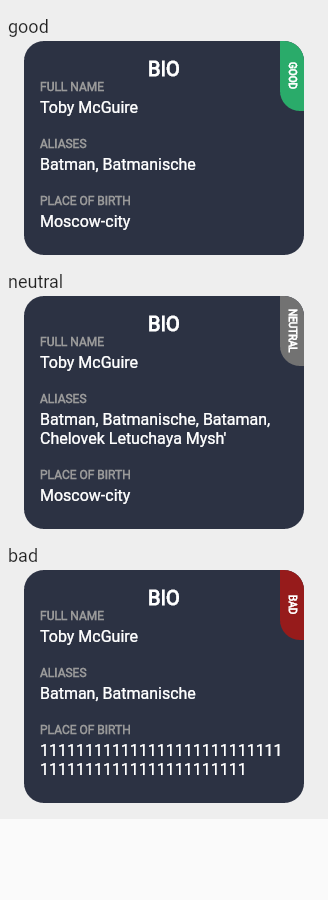 good
BIO
GOOD
FULL NAME
Toby McGuire
ALIASES
Batman, Batmanische
PLACE OF BIRTH
Moscow-city
neutral
BIO
NEUTRAL
FULL NAME
Toby McGuire
ALIASES
Batman, Batmanische, Bataman,
Chelovek Letuchaya Mysh'
PLACE OF BIRTH
Moscow-city
bad
BIO
BAD
FULL NAME
Toby McGuire
ALIASES
Batman, Batmanische
PLACE OF BIRTH
111111111111111111111111111
11111111111111111111111